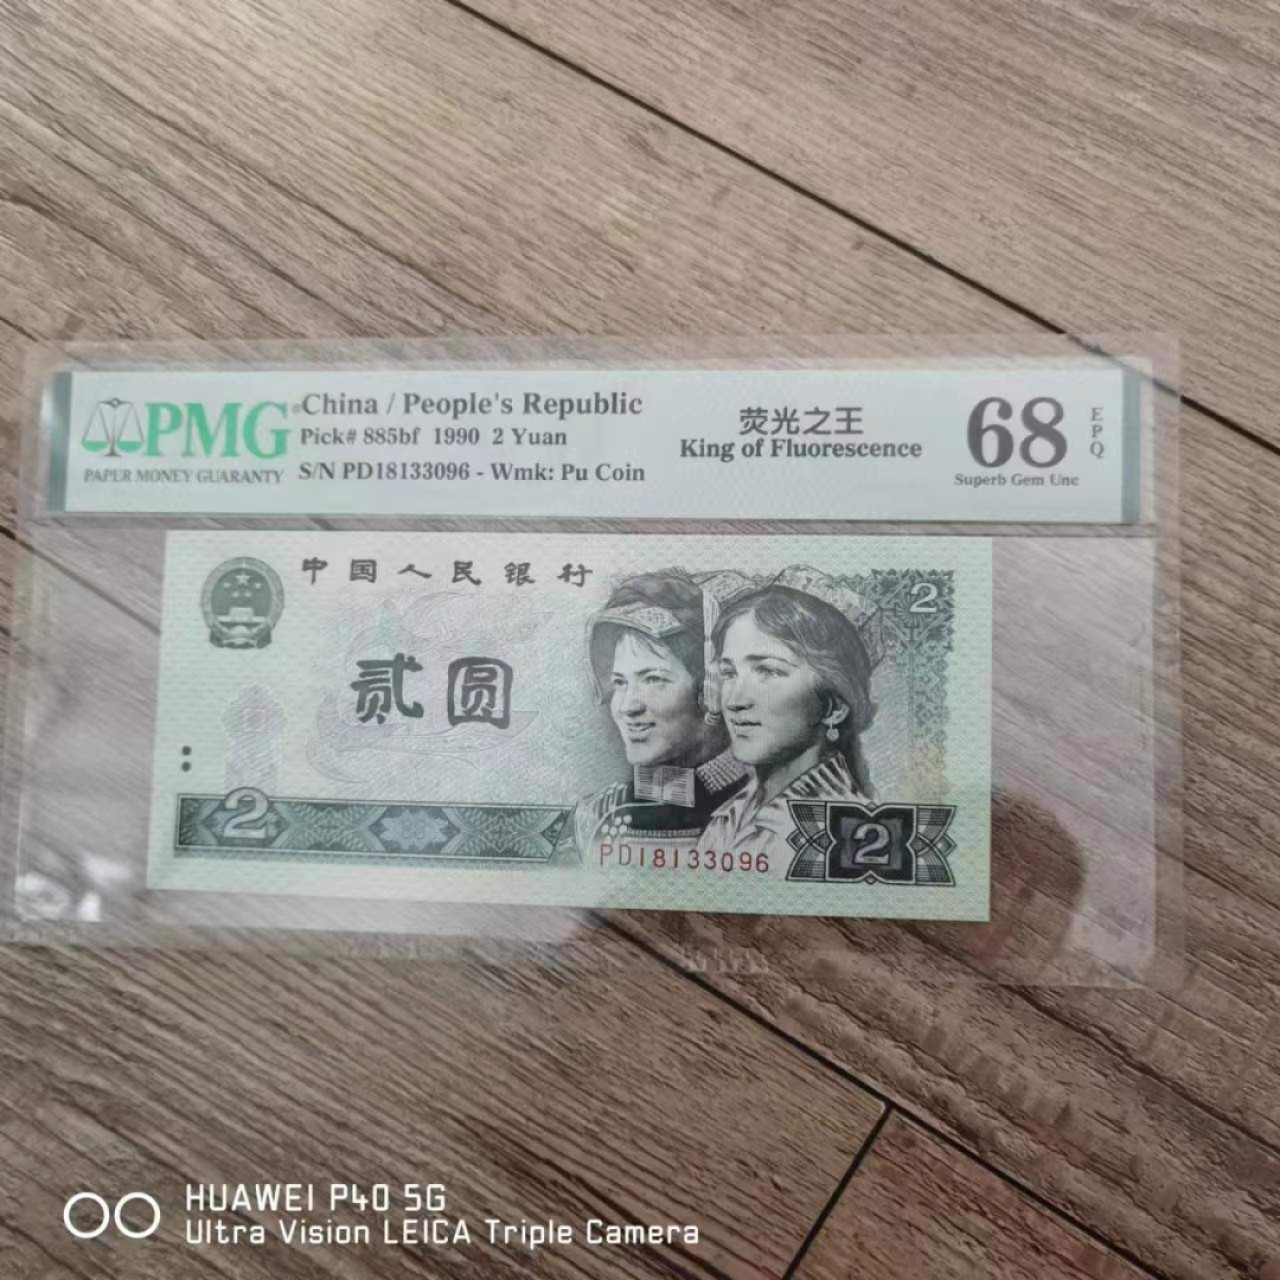 PMG
PAPER MONEY GUARANTY
China / People's Republic
Pick# 885bf 1990 2 Yuan
S/N PD18133096 - Wmk: Pu Coin
荧光之王
King of Fluorescence
68
EPQ
Superb Gem Unc
中国人民银行
2
贰圆
2
PD18133096
2
HUAWEI P40 5G
Ultra Vision LEICA Triple Camera